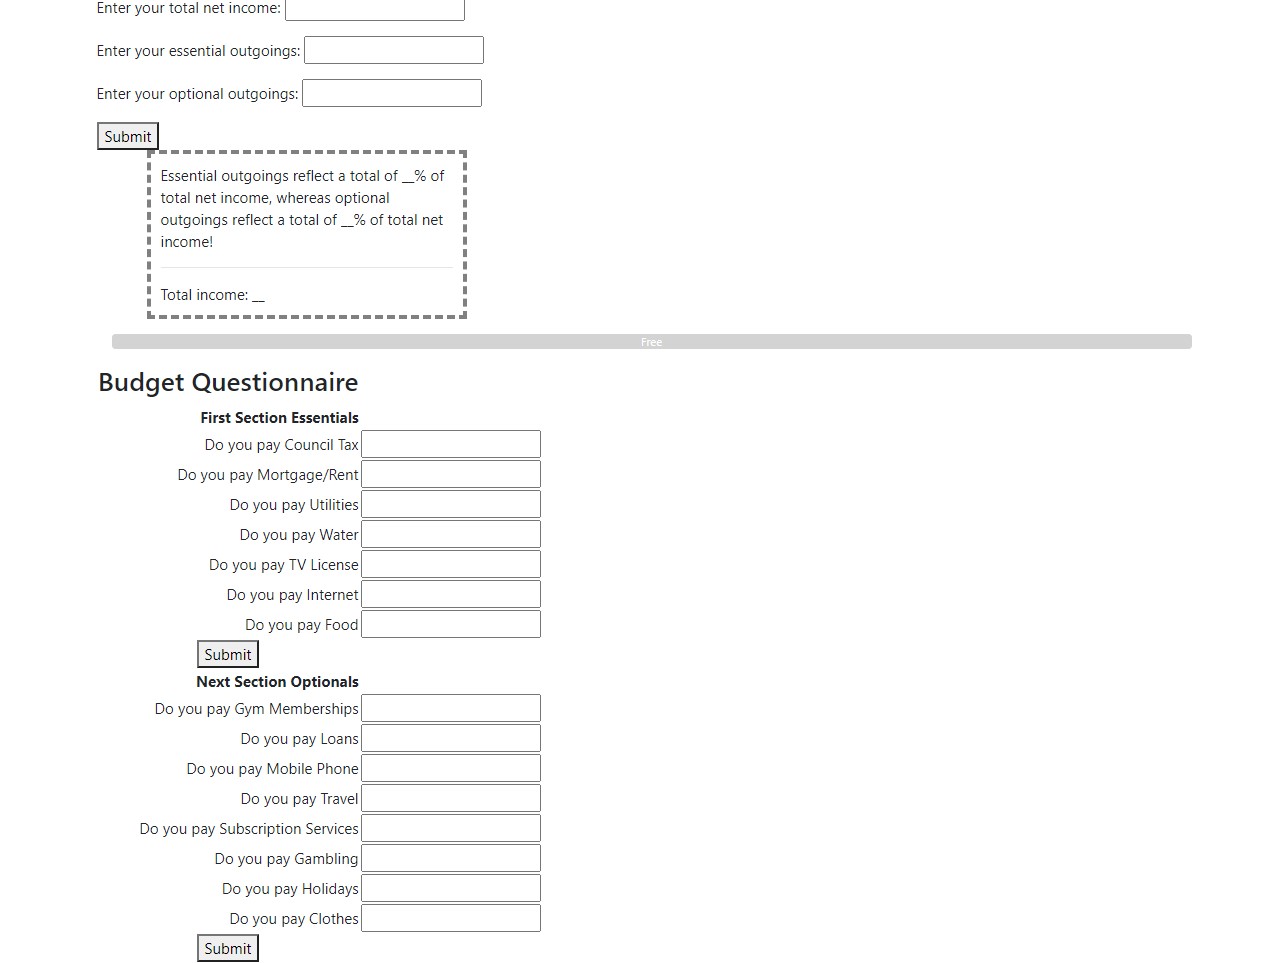 Enter your total net income:
Enter your essential outgoings:
Enter your optional outgoings:
Submit
Essential outgoings reflect a total of __% of
total net income, whereas optional
outgoings reflect a total of __% of total net
income!
Total income: __
Free
Budget Questionnaire
First Section Essentials
Do you pay Council Tax
Do you pay Mortgage/Rent
Do you pay Utilities
Do you pay Water
Do you pay TV License
Do you pay Internet
Do you pay Food
Submit
Next Section Optionals
Do you pay Gym Memberships
Do you pay Loans
Do you pay Mobile Phone
Do you pay Travel
Do you pay Subscription Services
Do you pay Gambling
Do you pay Holidays
Do you pay Clothes
Submit